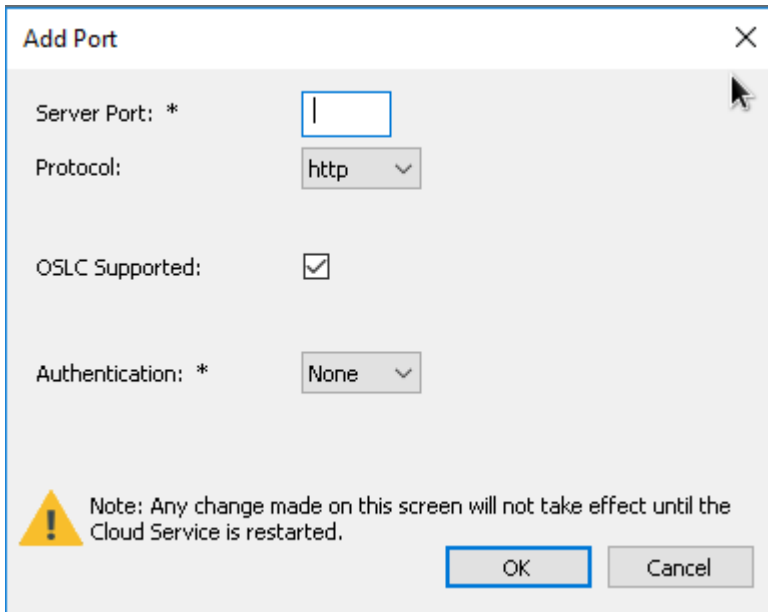 Add Port
Server Port: *
Protocol: http
OSLC Supported:
Authentication: * None
Note: Any change made on this screen will not take effect until the
Cloud Service is restarted.
OK Cancel